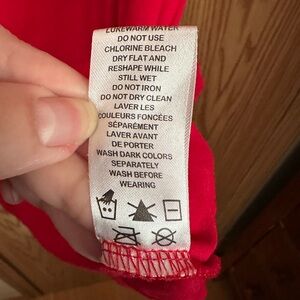 LUKEWARM WATER
DO NOT USE
CHLORINE BLEACH
DRY FLAT AND
RESHAPE WHILE
STILL WET
DO NOT IRON
DO NOT DRY CLEAN
LAVER LES
COULEURS FONCÉES
SÉPARÉMENT
LAVER AVANT
DE PORTER
WASH DARK COLORS
SEPARATELY
WASH BEFORE
WEARING